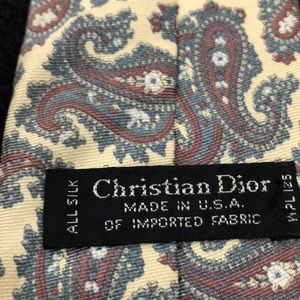 ALL SILK
Christian Dior
MADE IN U.S.A.
OF IMPORTED FABRIC